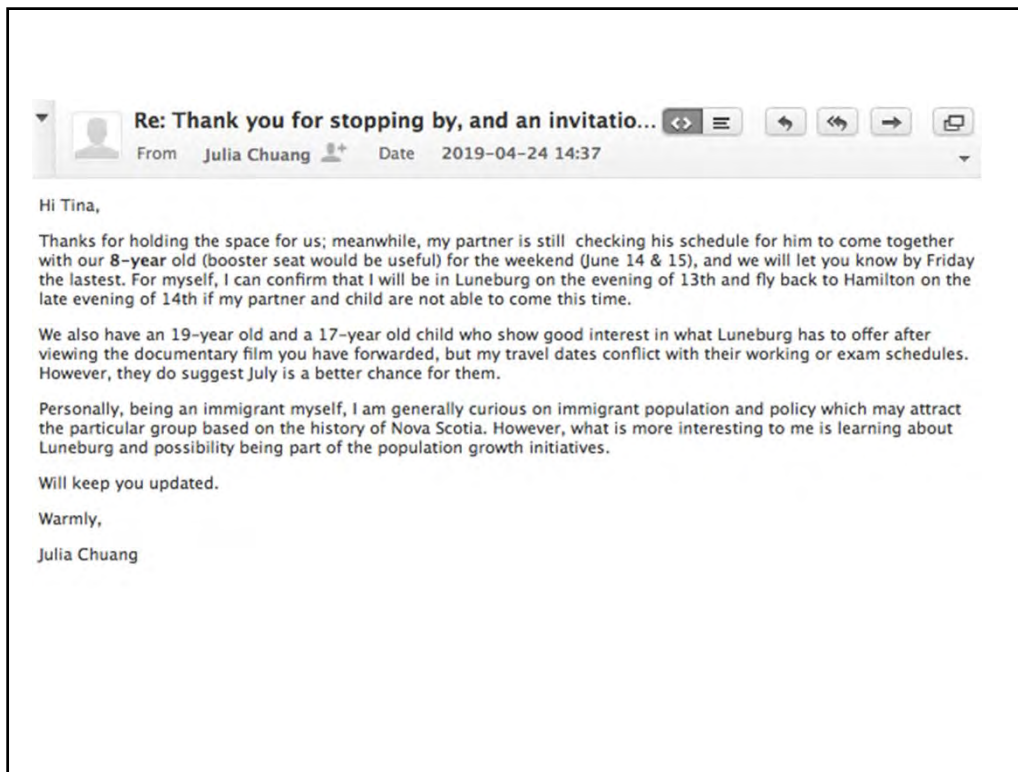 Re: Thank you for stopping by, and an invitatio...
From Julia Chuang Date 2019-04-24 14:37
Hi Tina,
Thanks for holding the space for us; meanwhile, my partner is still checking his schedule for him to come together
with our 8-year old (booster seat would be useful) for the weekend (June 14 & 15), and we will let you know by Friday
the lastest. For myself, I can confirm that I will be in Luneburg on the evening of 13th and fly back to Hamilton on the
late evening of 14th if my partner and child are not able to come this time.
We also have an 19-year old and a 17-year old child who show good interest in what Luneburg has to offer after
viewing the documentary film you have forwarded, but my travel dates conflict with their working or exam schedules.
However, they do suggest July is a better chance for them.
Personally, being an immigrant myself, I am generally curious on immigrant population and policy which may attract
the particular group based on the history of Nova Scotia. However, what is more interesting to me is learning about
Luneburg and possibility being part of the population growth initiatives.
Will keep you updated.
Warmly,
Julia Chuang